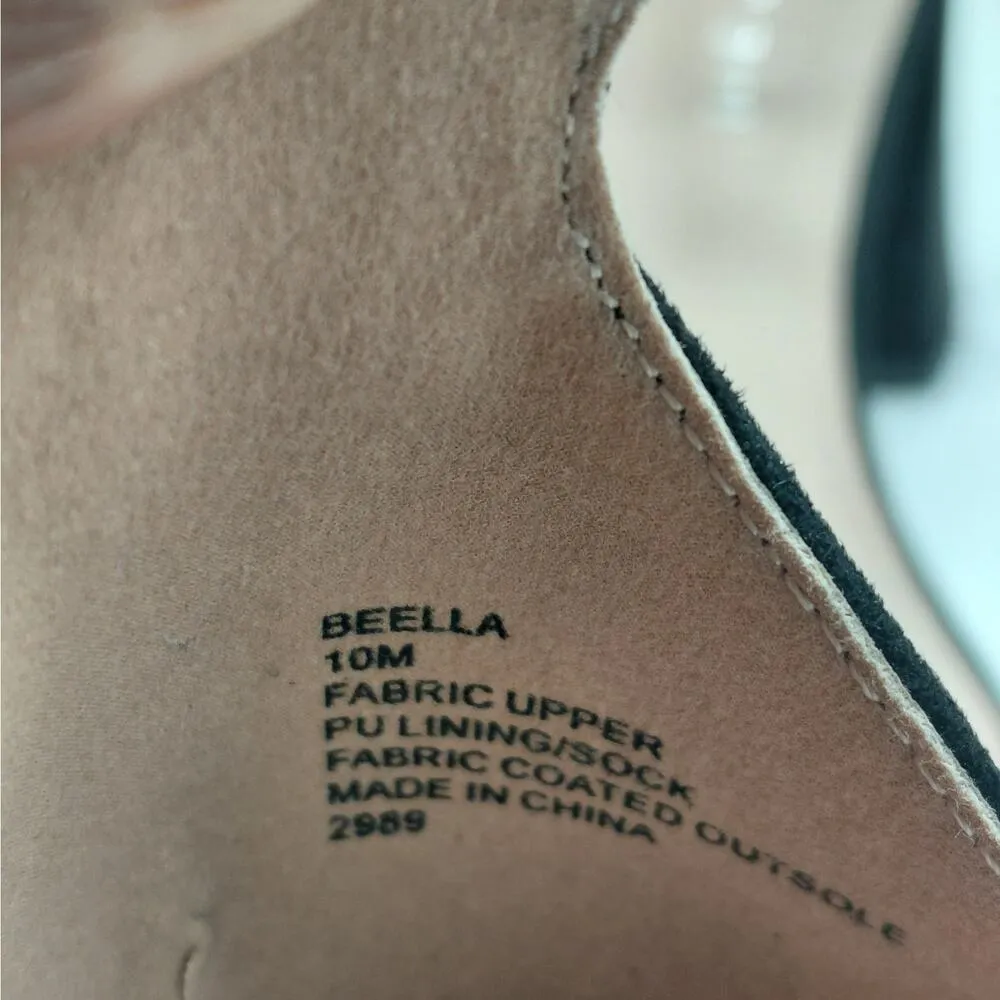 BEELLA
10M
FABRIC UPPER
PU LINING/SOCK
FABRIC COATED OUTSOLE
MADE IN CHINA
2989